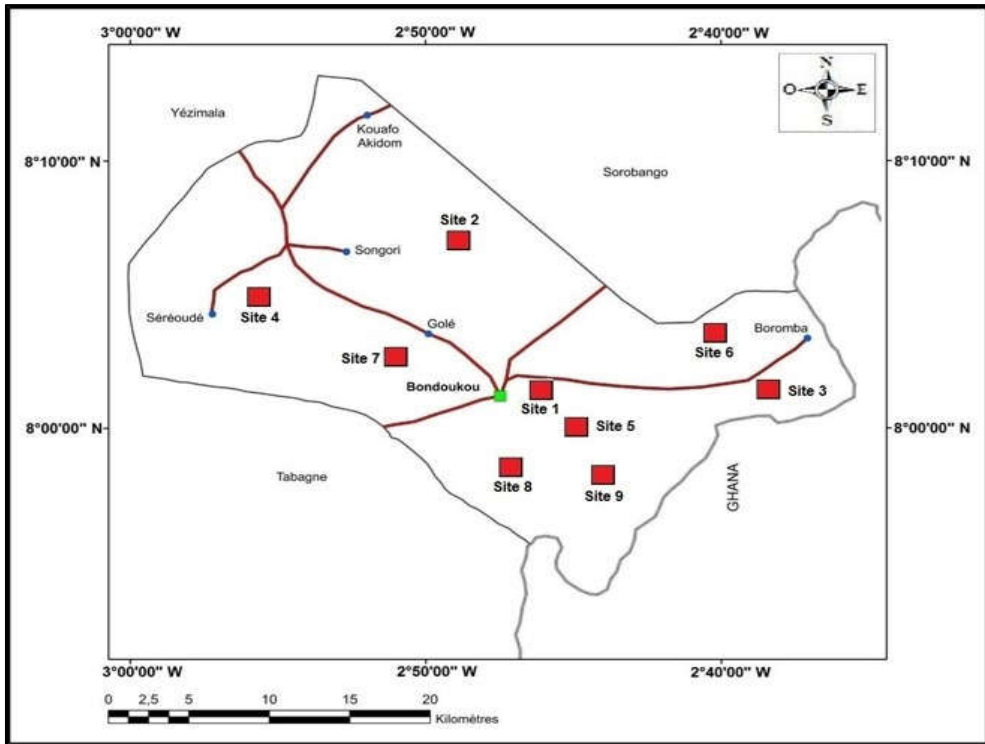 3°00'00'' W
2°50'00'' W
2°40'00'' W
N
O
E
S
Yézimala
Kouafo
Akidom
8°10'00'' N
8°10'00'' N
Sorobango
Site 2
Songori
Séréoudé
Site 4
Golé
Boromba
Site 6
Site 7
Bondoukou
Site 1
Site 3
Site 5
8°00'00'' N
8°00'00'' N
Tabagne
Site 8
Site 9
GHANA
3°00'00'' W
2°50'00'' W
2°40'00'' W
0 2,5 5 10 15 20
Kilométres